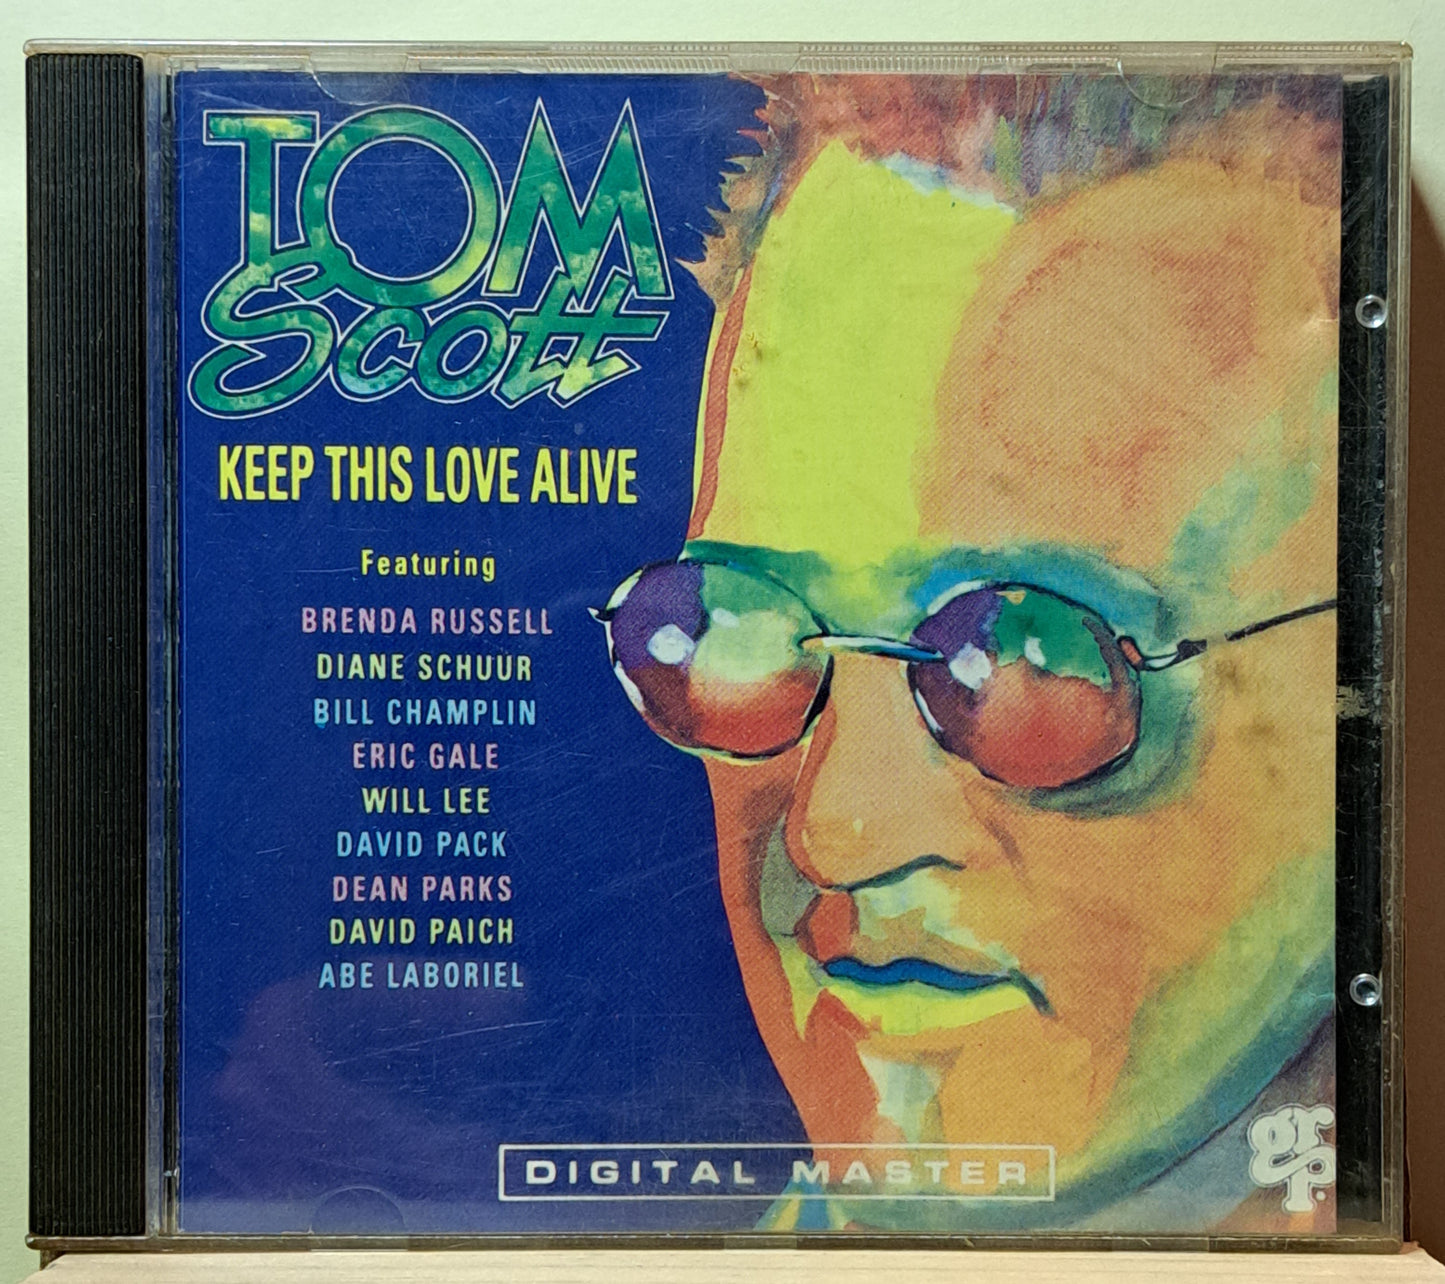 TOM
Scott
KEEP THIS LOVE ALIVE
Featuring
BRENDA RUSSELL
DIANE SCHUUR
BILL CHAMPLIN
ERIC GALE
WILL LEE
DAVID PACK
DEAN PARKS
DAVID PAICH
ABE LABORIEL
DIGITAL MASTER
grp